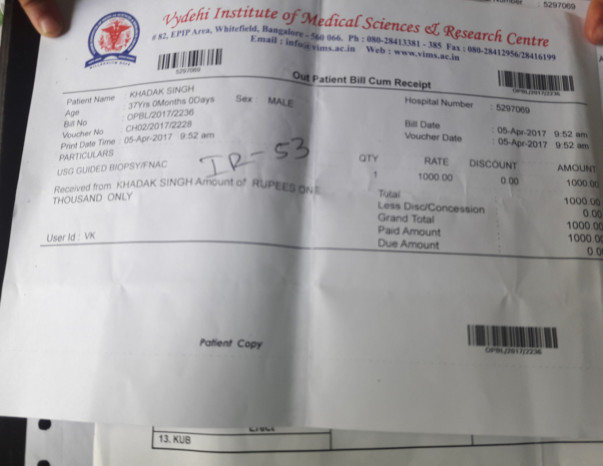 5297069
Vydehi Institute of Medical Sciences & Research Centre
# 82, EPIP Area, Whitefield, Bangalore - 560 066. Ph : 080-28413381 - 385 Fax : 080-28412956/28416199
Email : info@vims.ac.in Web : www.vims.ac.in
5297069
OPBL/2017/2236
Out Patient Bill Cum Receipt
Patient Name KHADAK SINGH Hospital Number : 5297069
Age 37Yrs 0Months 0Days Sex : MALE
Bill No : OPBL/2017/2236 Bill Date : 05-Apr-2017 9:52 am
Voucher No : CH02/2017/2228 Voucher Date : 05-Apr-2017 9:52 am
Print Date Time : 05-Apr-2017 9:52 am
IR = 53
PARTICULARS QTY RATE DISCOUNT AMOUNT
USG GUIDED BIOPSY/FNAC 1 1000.00 0.00 1000.00
Received from KHADAK SINGH Amount of RUPEES ONE
THOUSAND ONLY
Total 1000.00
Less Disc/Concession : 0.00
Grand Total : 1000.00
Paid Amount : 1000.00
Due Amount : 0.0
User Id : VK
Patient Copy
OPBL/2017/2236
13. KUB